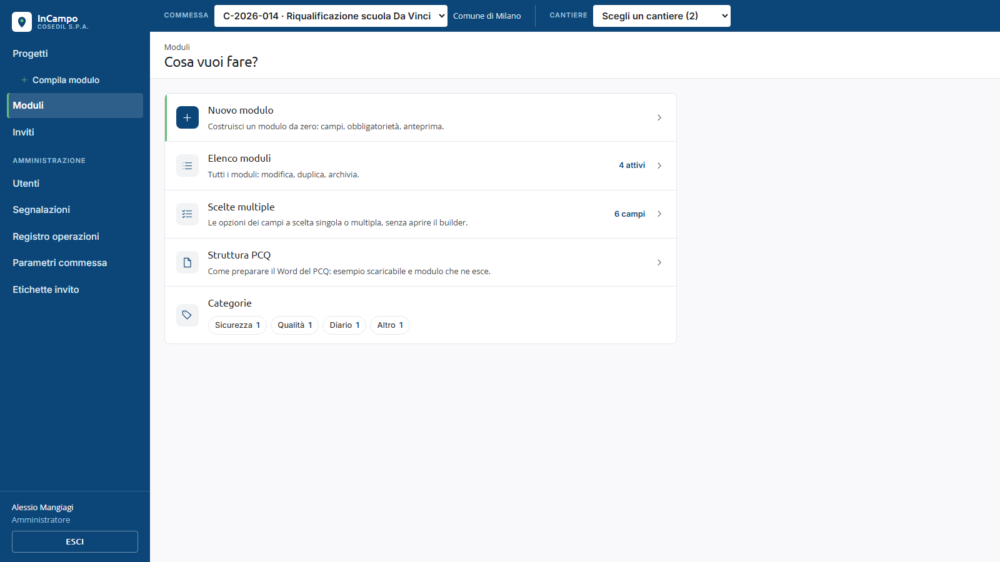 InCampo
COSEDIL S.P.A.
Progetti
+ Compila modulo
Moduli
Inviti
AMMINISTRAZIONE
Utenti
Segnalazioni
Registro operazioni
Parametri commessa
Etichette invito
Alessio Mangiagi
Amministratore
ESCI
COMMESSA
C-2026-014 · Riqualificazione scuola Da Vinci
Comune di Milano
CANTIERE
Scegli un cantiere (2)
Moduli
Cosa vuoi fare?
Nuovo modulo
Costruisci un modulo da zero: campi, obbligatorietà, anteprima.
Elenco moduli
Tutti i moduli: modifica, duplica, archivia.
4 attivi
Scelte multiple
Le opzioni dei campi a scelta singola o multipla, senza aprire il builder.
6 campi
Struttura PCQ
Come preparare il Word del PCQ: esempio scaricabile e modulo che ne esce.
Categorie
Sicurezza 1
Qualità 1
Diario 1
Altro 1